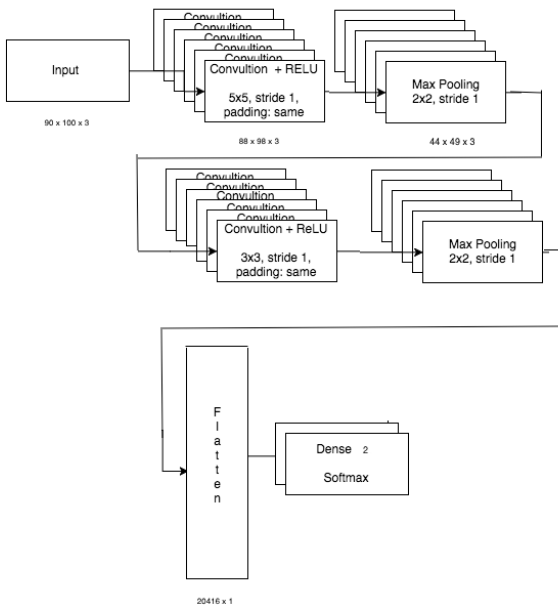 Convultion
Convultion
Convultion
Convultion
Convultion
Input
Convultion + RELU
5x5, stride 1,
padding: same
Max Pooling
2x2, stride 1
90 x 100 x 3
88 x 98 x 3
44 x 49 x 3
Convultion
Convultion
Convultion
Convultion
Convultion
Convultion + ReLU
3x3, stride 1,
padding: same
Max Pooling
2x2, stride 1
Flatten
Dense 2
Softmax
20416 x 1